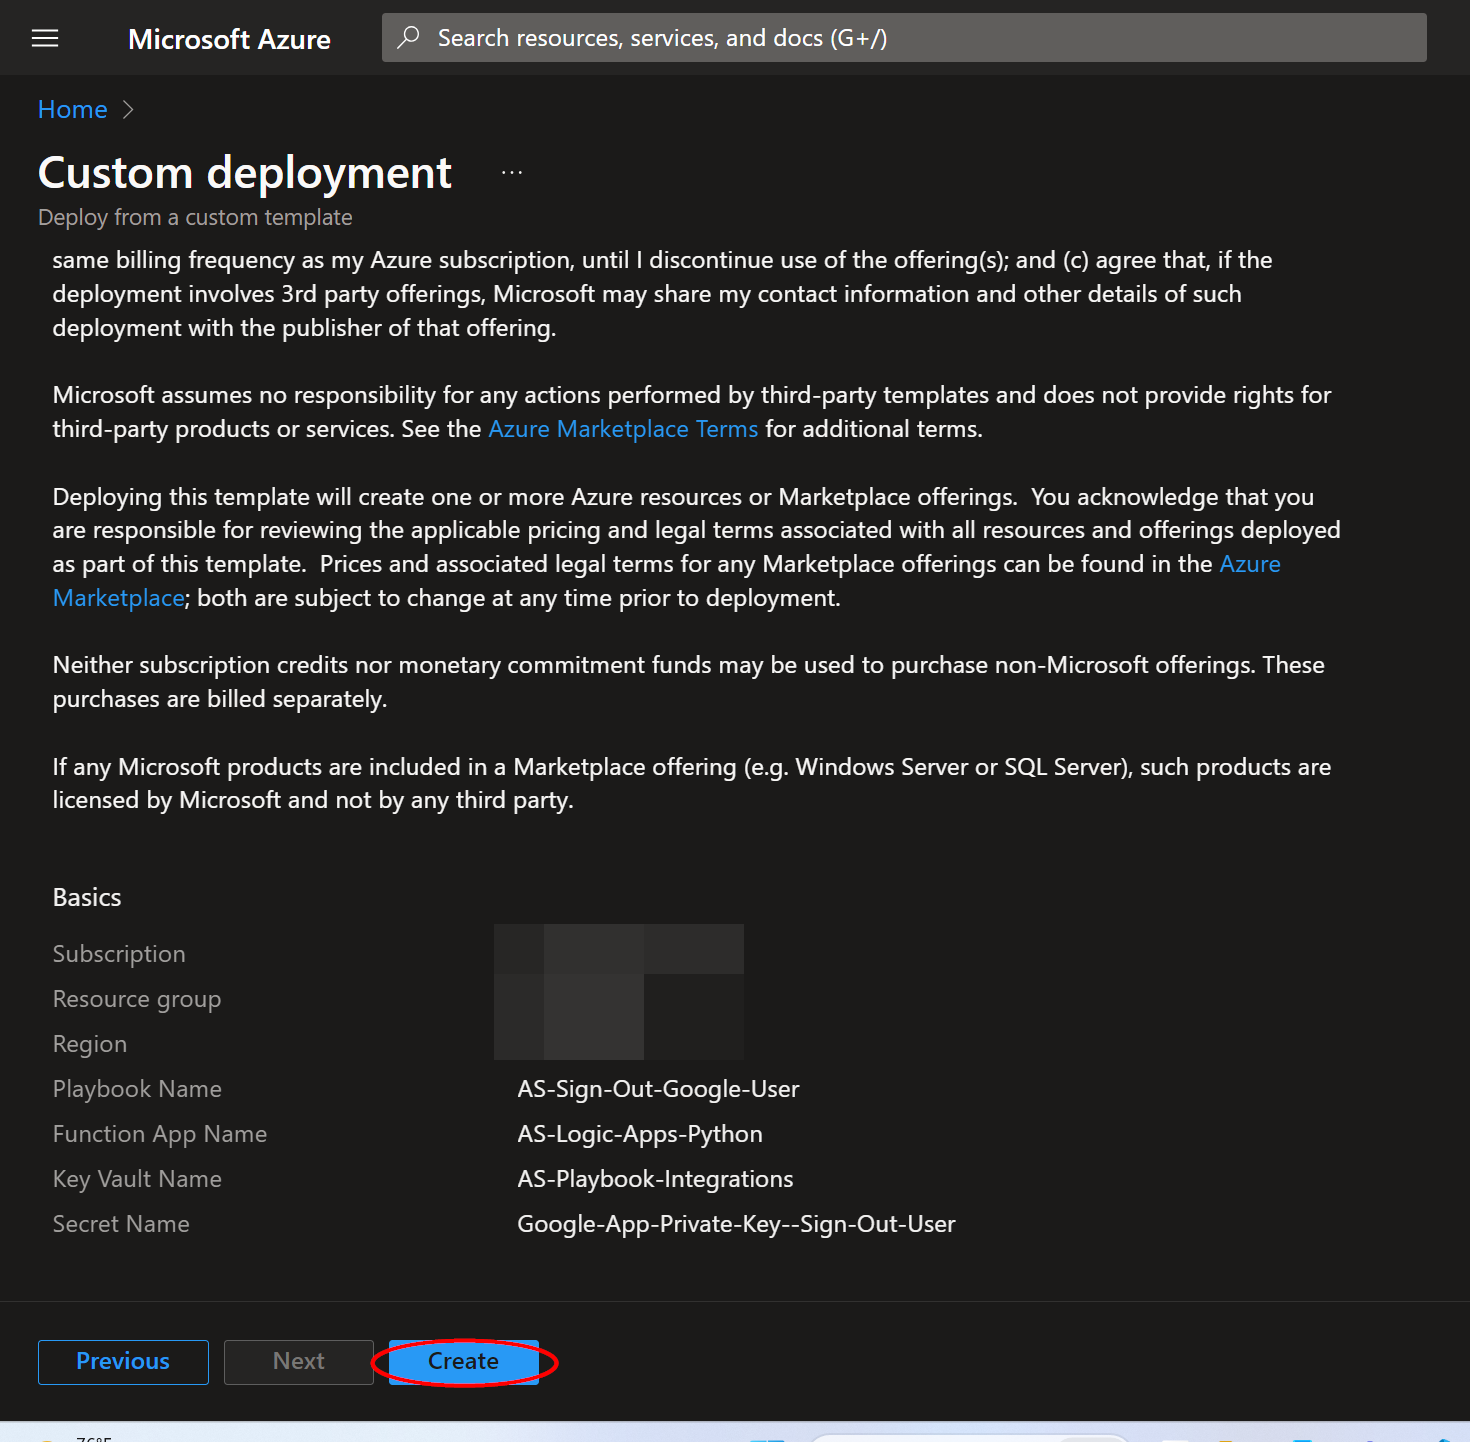 Microsoft Azure
Search resources, services, and docs (G+/)
Home
Custom deployment ...
Deploy from a custom template
same billing frequency as my Azure subscription, until I discontinue use of the offering(s); and (c) agree that, if the
deployment involves 3rd party offerings, Microsoft may share my contact information and other details of such
deployment with the publisher of that offering.
Microsoft assumes no responsibility for any actions performed by third-party templates and does not provide rights for
third-party products or services. See the Azure Marketplace Terms for additional terms.
Deploying this template will create one or more Azure resources or Marketplace offerings.  You acknowledge that you
are responsible for reviewing the applicable pricing and legal terms associated with all resources and offerings deployed
as part of this template.  Prices and associated legal terms for any Marketplace offerings can be found in the Azure
Marketplace; both are subject to change at any time prior to deployment.
Neither subscription credits nor monetary commitment funds may be used to purchase non-Microsoft offerings. These
purchases are billed separately.
If any Microsoft products are included in a Marketplace offering (e.g. Windows Server or SQL Server), such products are
licensed by Microsoft and not by any third party.
Basics
Subscription
Resource group
Region
Playbook Name AS-Sign-Out-Google-User
Function App Name AS-Logic-Apps-Python
Key Vault Name AS-Playbook-Integrations
Secret Name Google-App-Private-Key--Sign-Out-User
Previous Next Create